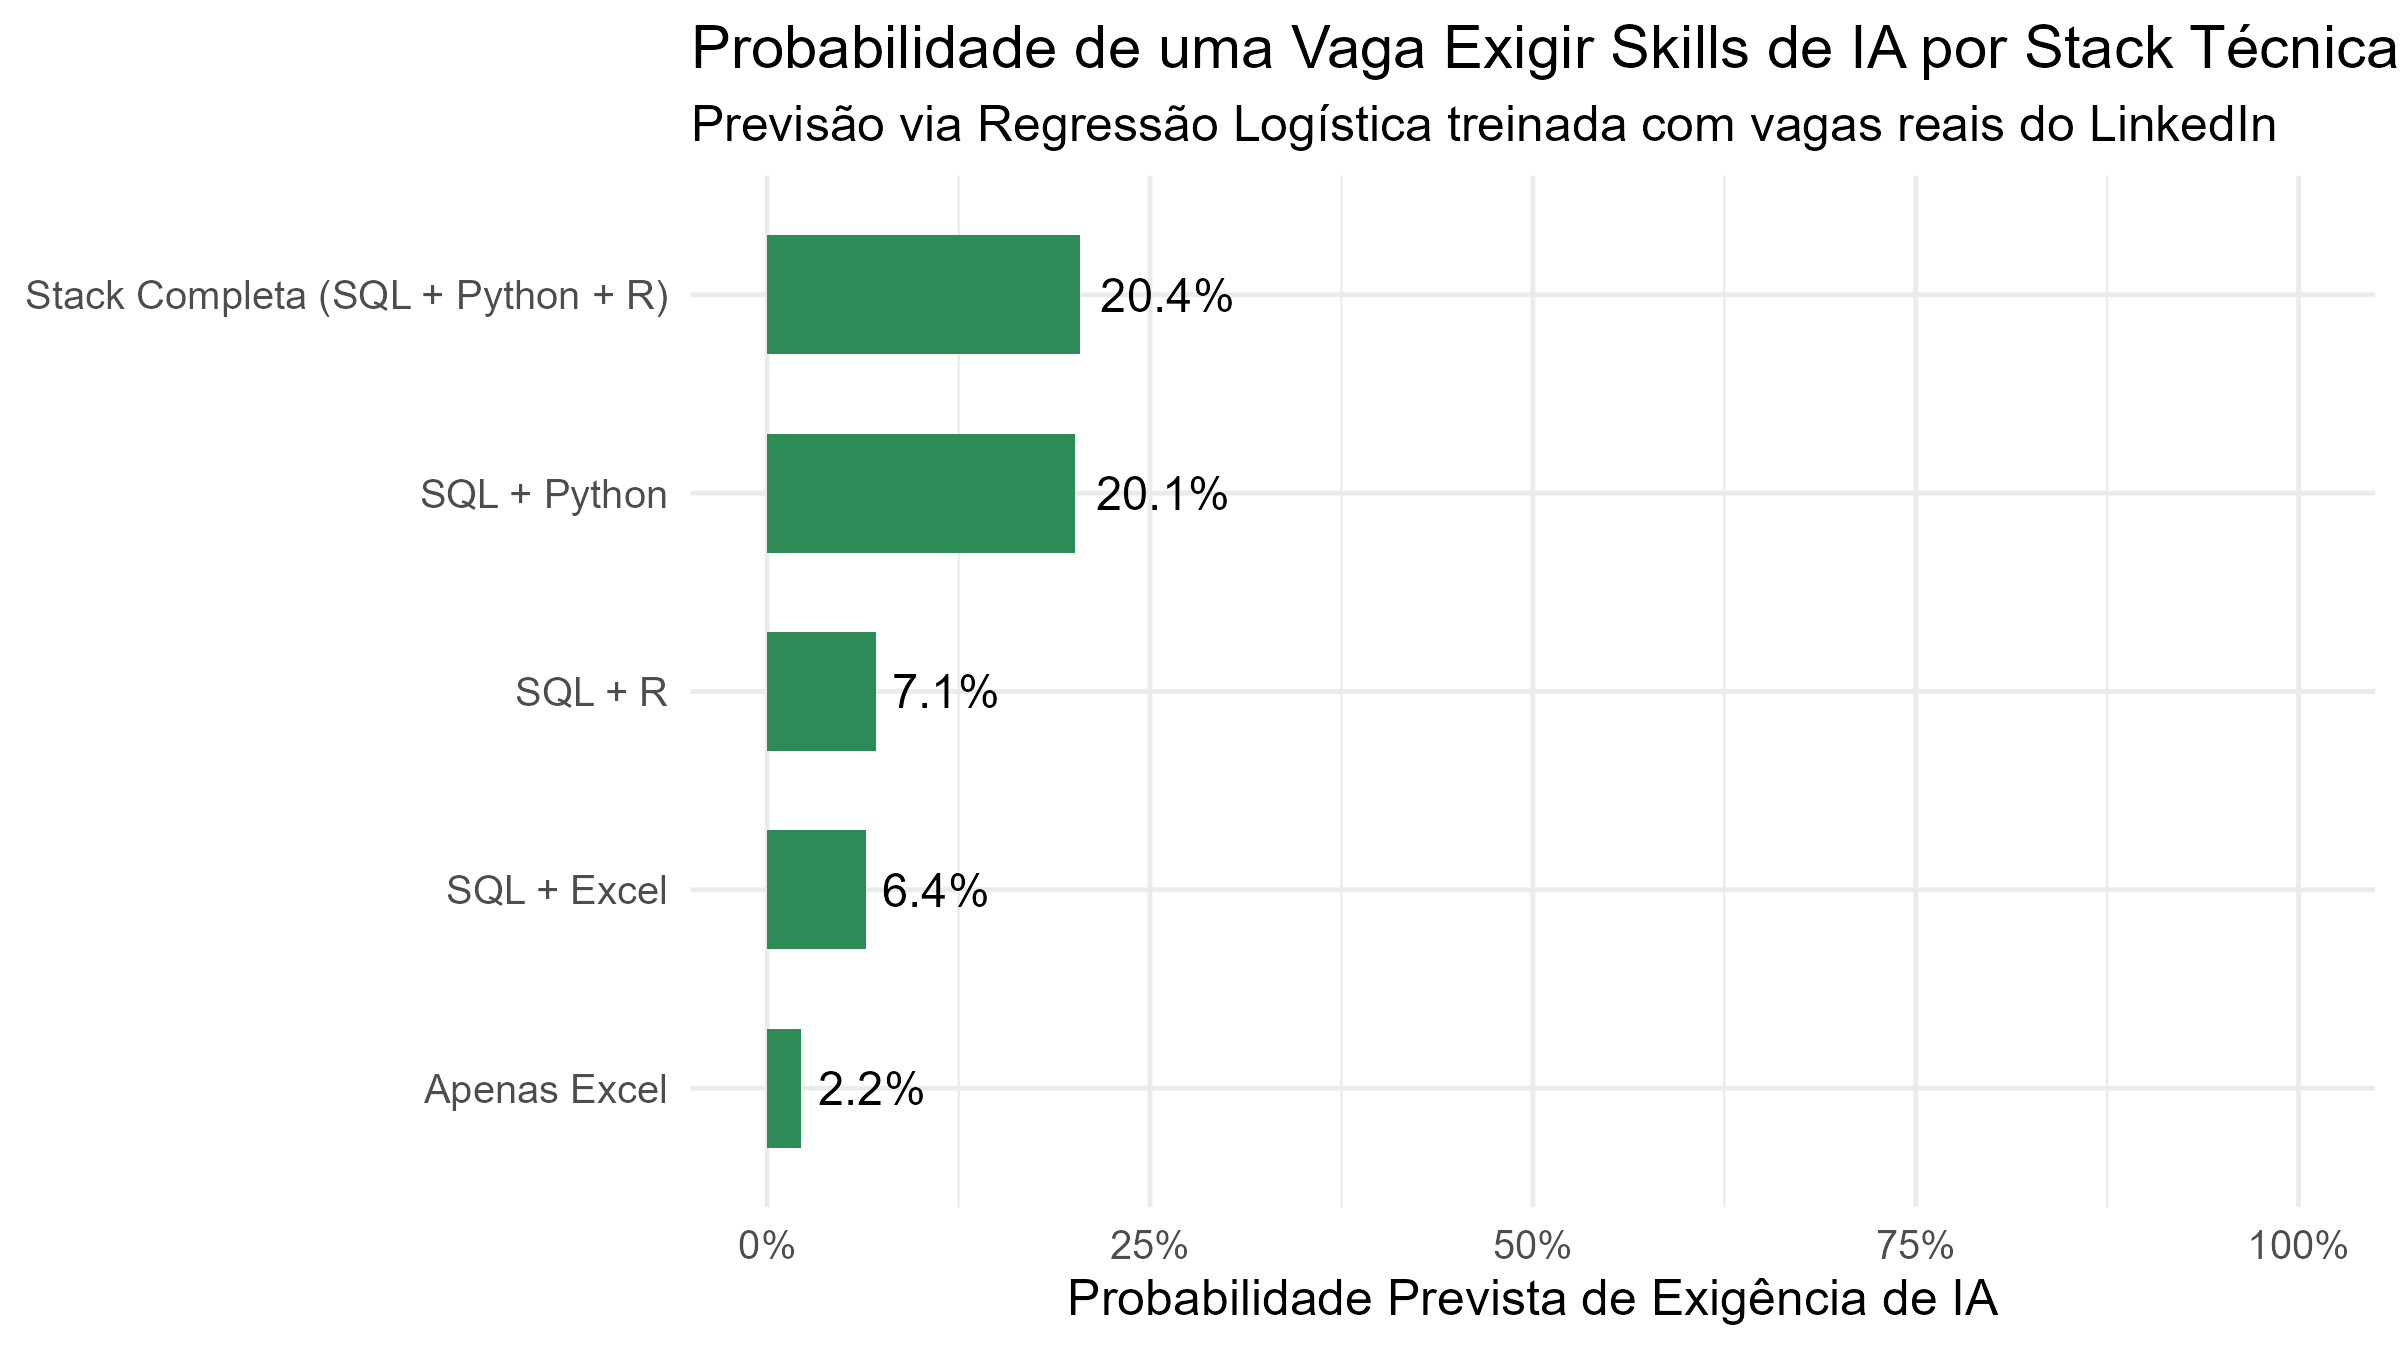 Probabilidade de uma Vaga Exigir Skills de IA por Stack Técnica
Previsão via Regressão Logística treinada com vagas reais do LinkedIn
Stack Completa (SQL + Python + R)
20.4%
SQL + Python
20.1%
SQL + R
7.1%
SQL + Excel
6.4%
Apenas Excel
2.2%
0%
25%
50%
75%
100%
Probabilidade Prevista de Exigência de IA